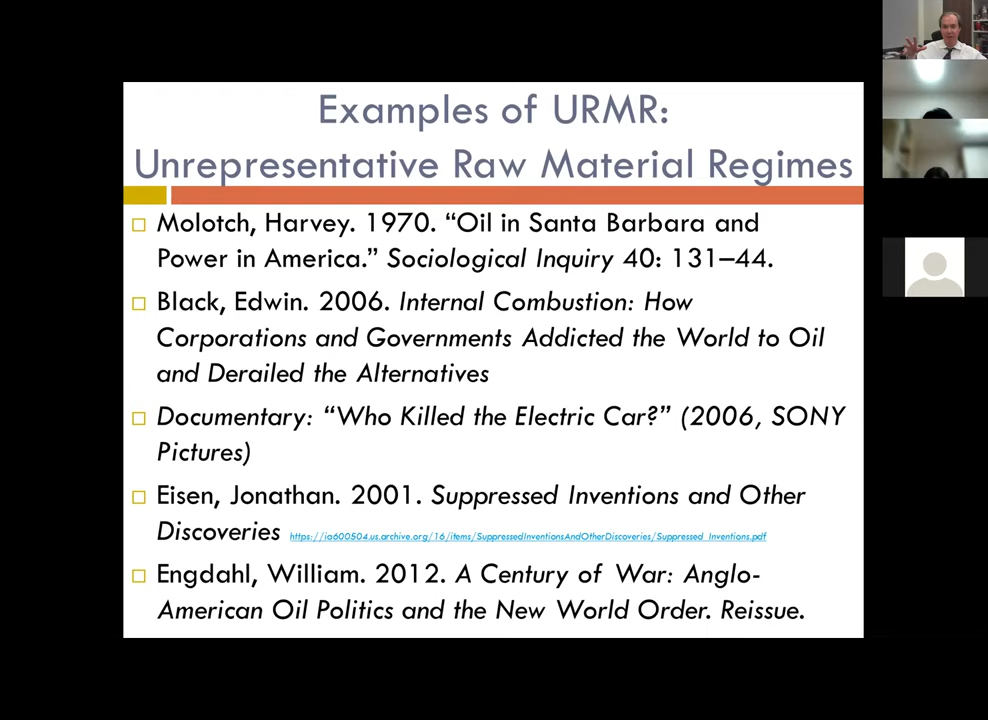 Examples of URMR:
Unrepresentative Raw Material Regimes
Molotch, Harvey. 1970. “Oil in Santa Barbara and
Power in America.” Sociological Inquiry 40: 131–44.
Black, Edwin. 2006. Internal Combustion: How
Corporations and Governments Addicted the World to Oil
and Derailed the Alternatives
Documentary: “Who Killed the Electric Car?” (2006, SONY
Pictures)
Eisen, Jonathan. 2001. Suppressed Inventions and Other
Discoveries https://ia600504.us.archive.org/16/items/SuppressedInventionsAndOtherDiscoveries/Suppressed_Inventions.pdf
Engdahl, William. 2012. A Century of War: Anglo-
American Oil Politics and the New World Order. Reissue.